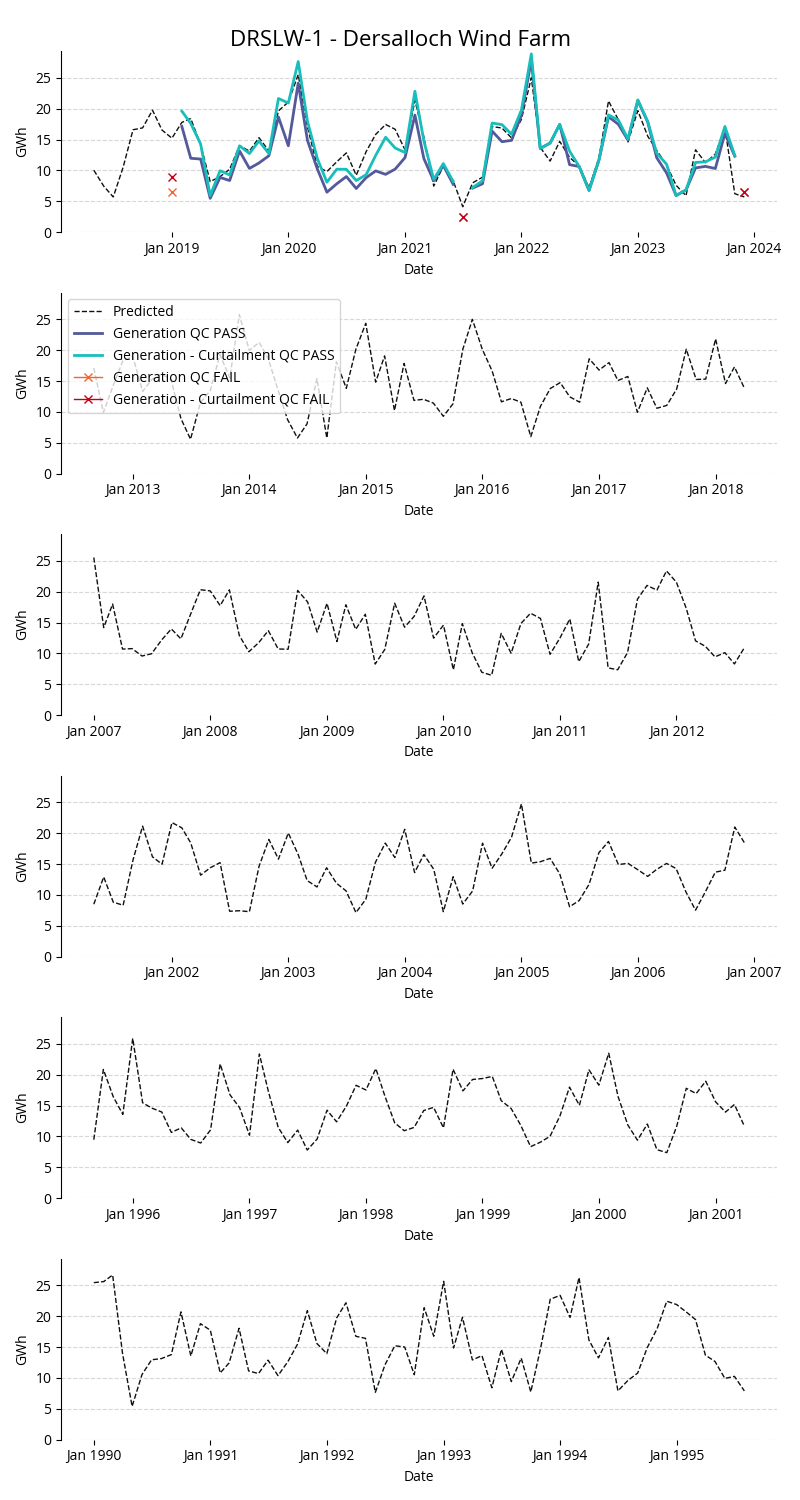 DRSLW-1 - Dersalloch Wind Farm
25
20
15
10
5
0
GWh
Jan 2019 Jan 2020 Jan 2021 Jan 2022 Jan 2023 Jan 2024
Date
Predicted
Generation QC PASS
Generation - Curtailment QC PASS
Generation QC FAIL
Generation - Curtailment QC FAIL
25
20
15
10
5
0
GWh
Jan 2013 Jan 2014 Jan 2015 Jan 2016 Jan 2017 Jan 2018
Date
25
20
15
10
5
0
GWh
Jan 2007 Jan 2008 Jan 2009 Jan 2010 Jan 2011 Jan 2012
Date
25
20
15
10
5
0
GWh
Jan 2002 Jan 2003 Jan 2004 Jan 2005 Jan 2006 Jan 2007
Date
25
20
15
10
5
0
GWh
Jan 1996 Jan 1997 Jan 1998 Jan 1999 Jan 2000 Jan 2001
Date
25
20
15
10
5
0
GWh
Jan 1990 Jan 1991 Jan 1992 Jan 1993 Jan 1994 Jan 1995
Date